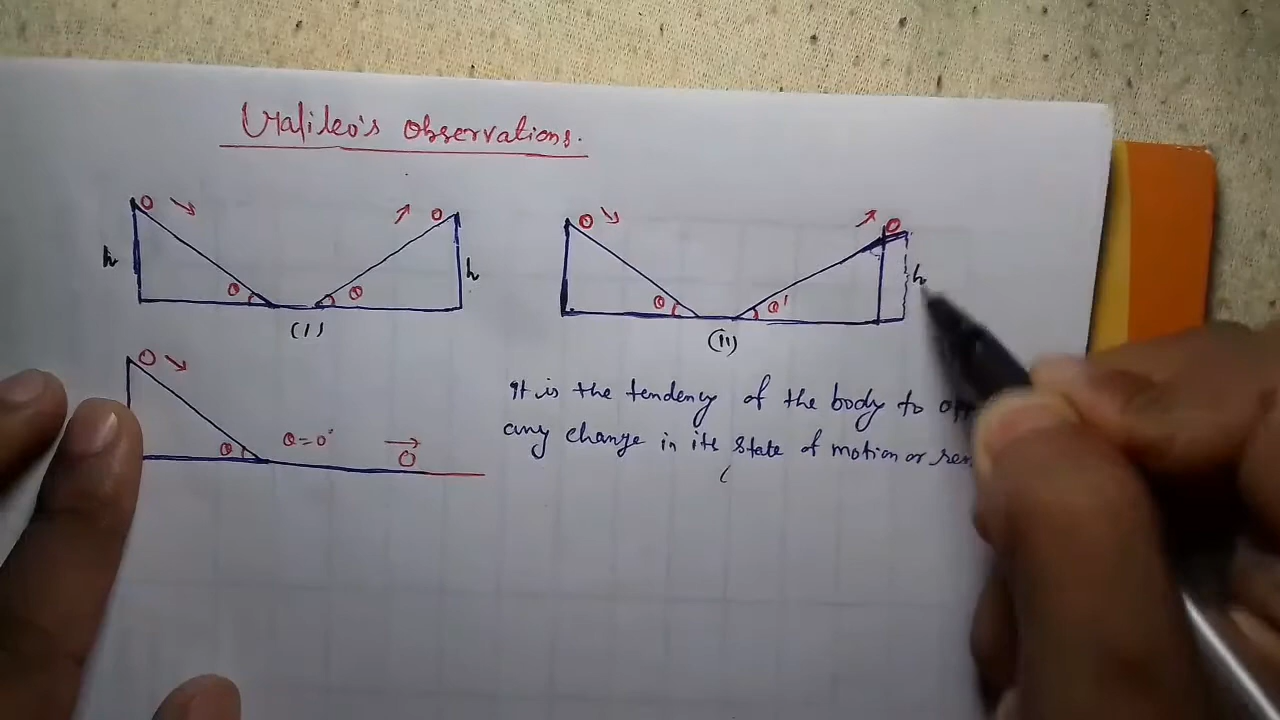 Galileo's observations.
h
θ
θ
h
(I)
θ
θ'
h
(II)
θ
θ=0°
It is the tendency of the body to
any change in its state of motion or